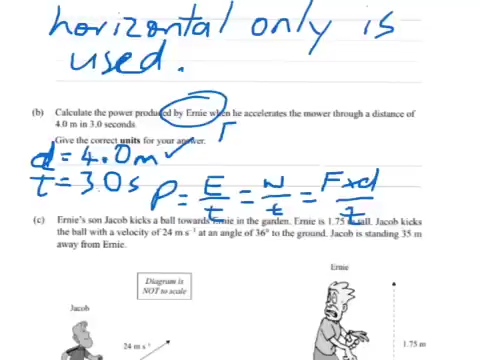 horizontal only is
used.
(b) Calculate the power produced by Ernie when he accelerates the mower through a distance of
4.0 m in 3.0 seconds.
Give the correct units for your answer.
d = 4.0m ✓
t = 3.0s P = E/t = W/t = Fxd/t
(c) Ernie's son Jacob kicks a ball towards Ernie in the garden. Ernie is 1.75 m tall. Jacob kicks
the ball with a velocity of 24 m s⁻¹ at an angle of 36° to the ground. Jacob is standing 35 m
away from Ernie.
Diagram is
NOT to scale
Ernie
Jacob
24 m s⁻¹
1.75 m